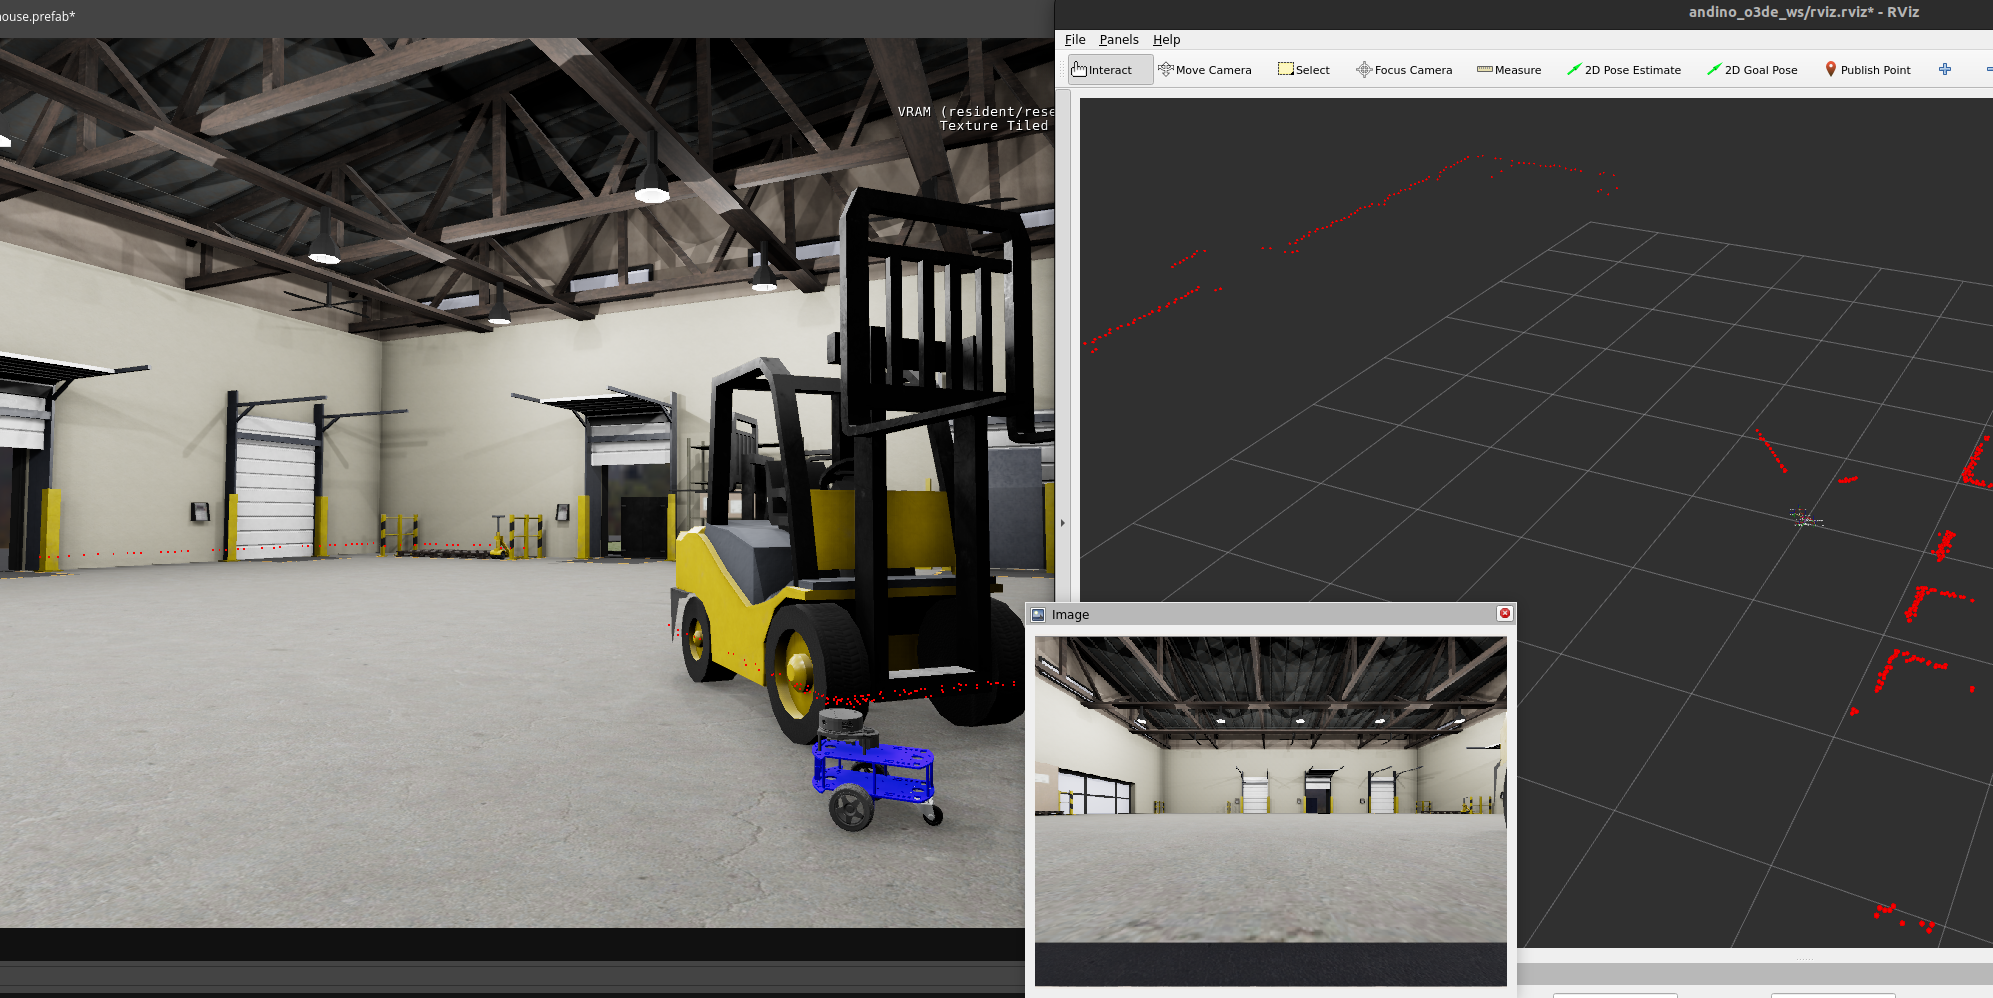 ouse.prefab*
andino_o3de_ws/rviz.rviz* - RViz
File Panels Help
Interact Move Camera Select Focus Camera Measure 2D Pose Estimate 2D Goal Pose Publish Point
VRAM (resident/rese
Texture Tiled
Image